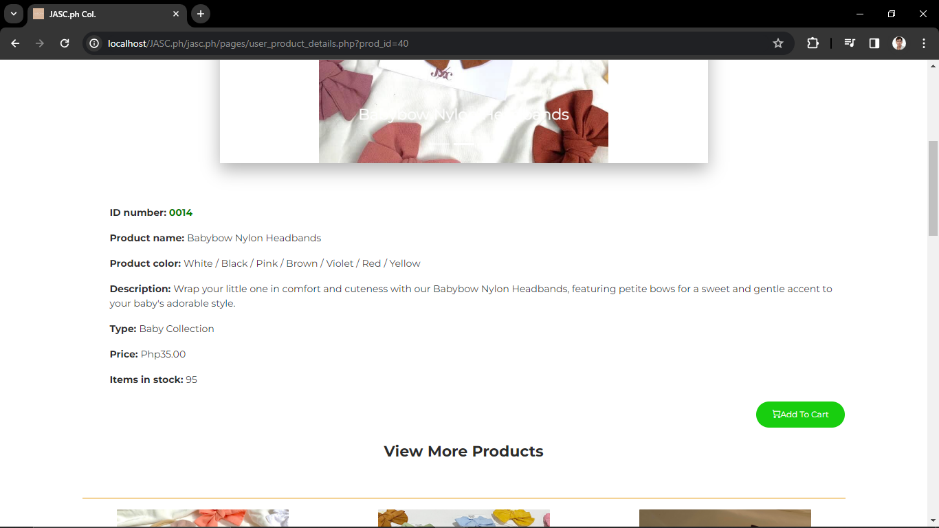 JASC.ph Col.
localhost/JASC.ph/jasc.ph/pages/user_product_details.php?prod_id=40
Babybow Nylon Headbands
ID number: 0014
Product name: Babybow Nylon Headbands
Product color: White / Black / Pink / Brown / Violet / Red / Yellow
Description: Wrap your little one in comfort and cuteness with our Babybow Nylon Headbands, featuring petite bows for a sweet and gentle accent to
your baby's adorable style.
Type: Baby Collection
Price: Php35.00
Items in stock: 95
Add To Cart
View More Products